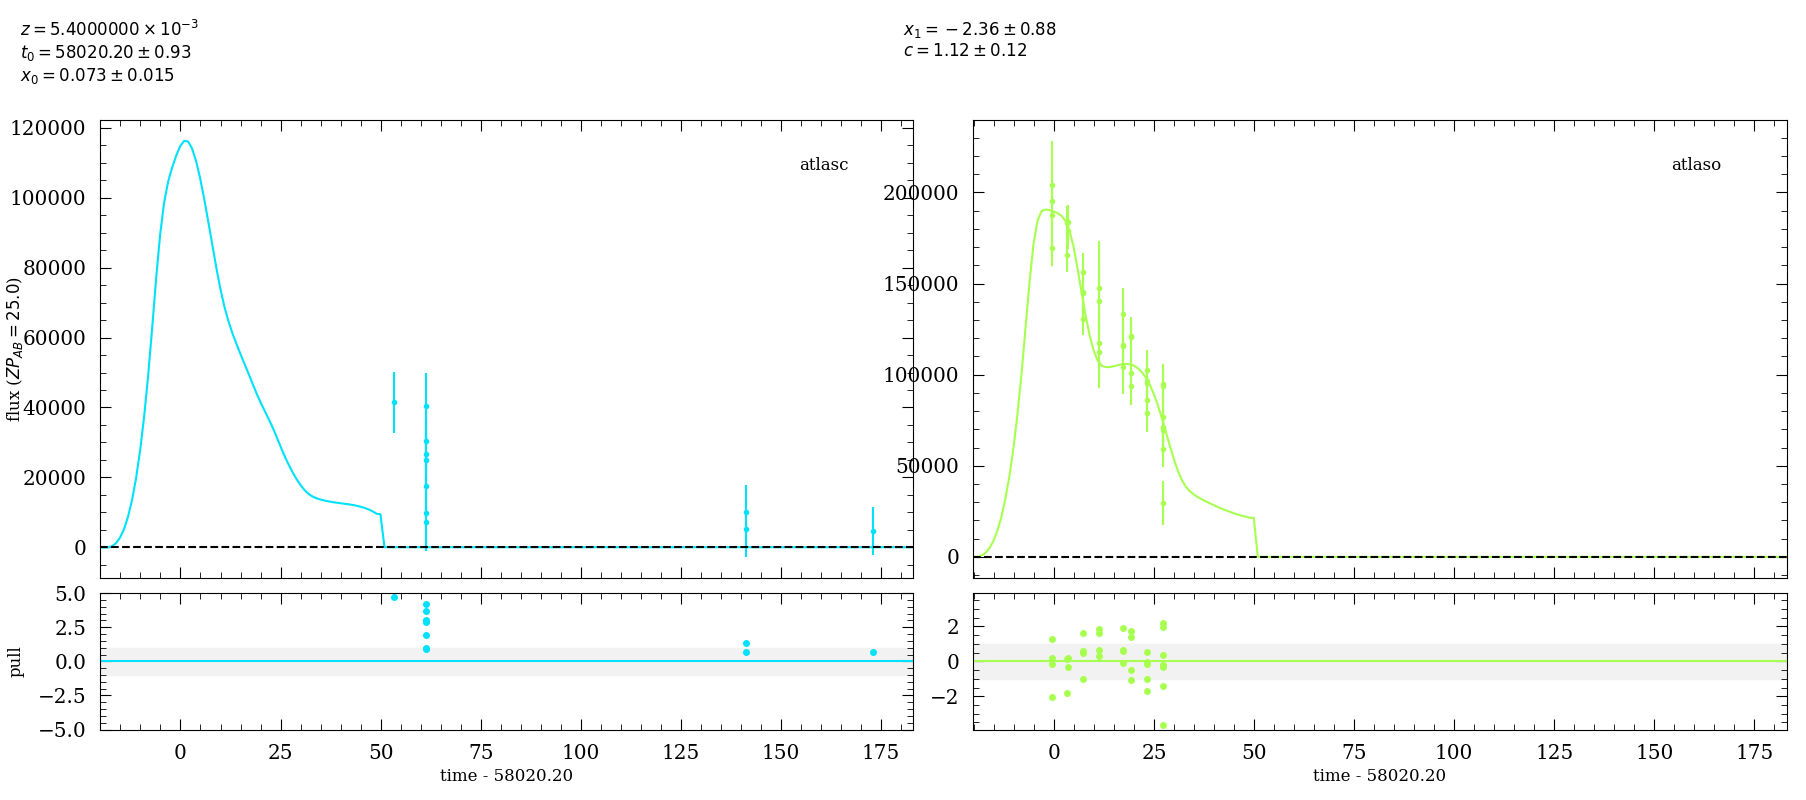 z = 5.4000000 × 10⁻³
t₀ = 58020.20 ± 0.93
x₀ = 0.073 ± 0.015
x₁ = −2.36 ± 0.88
c = 1.12 ± 0.12
atlasc
120000
100000
80000
60000
40000
20000
0
flux (ZP_AB = 25.0)
atlaso
200000
150000
100000
50000
0
5.0
2.5
0.0
−2.5
−5.0
pull
0 25 50 75 100 125 150 175
time - 58020.20
2
0
−2
0 25 50 75 100 125 150 175
time - 58020.20